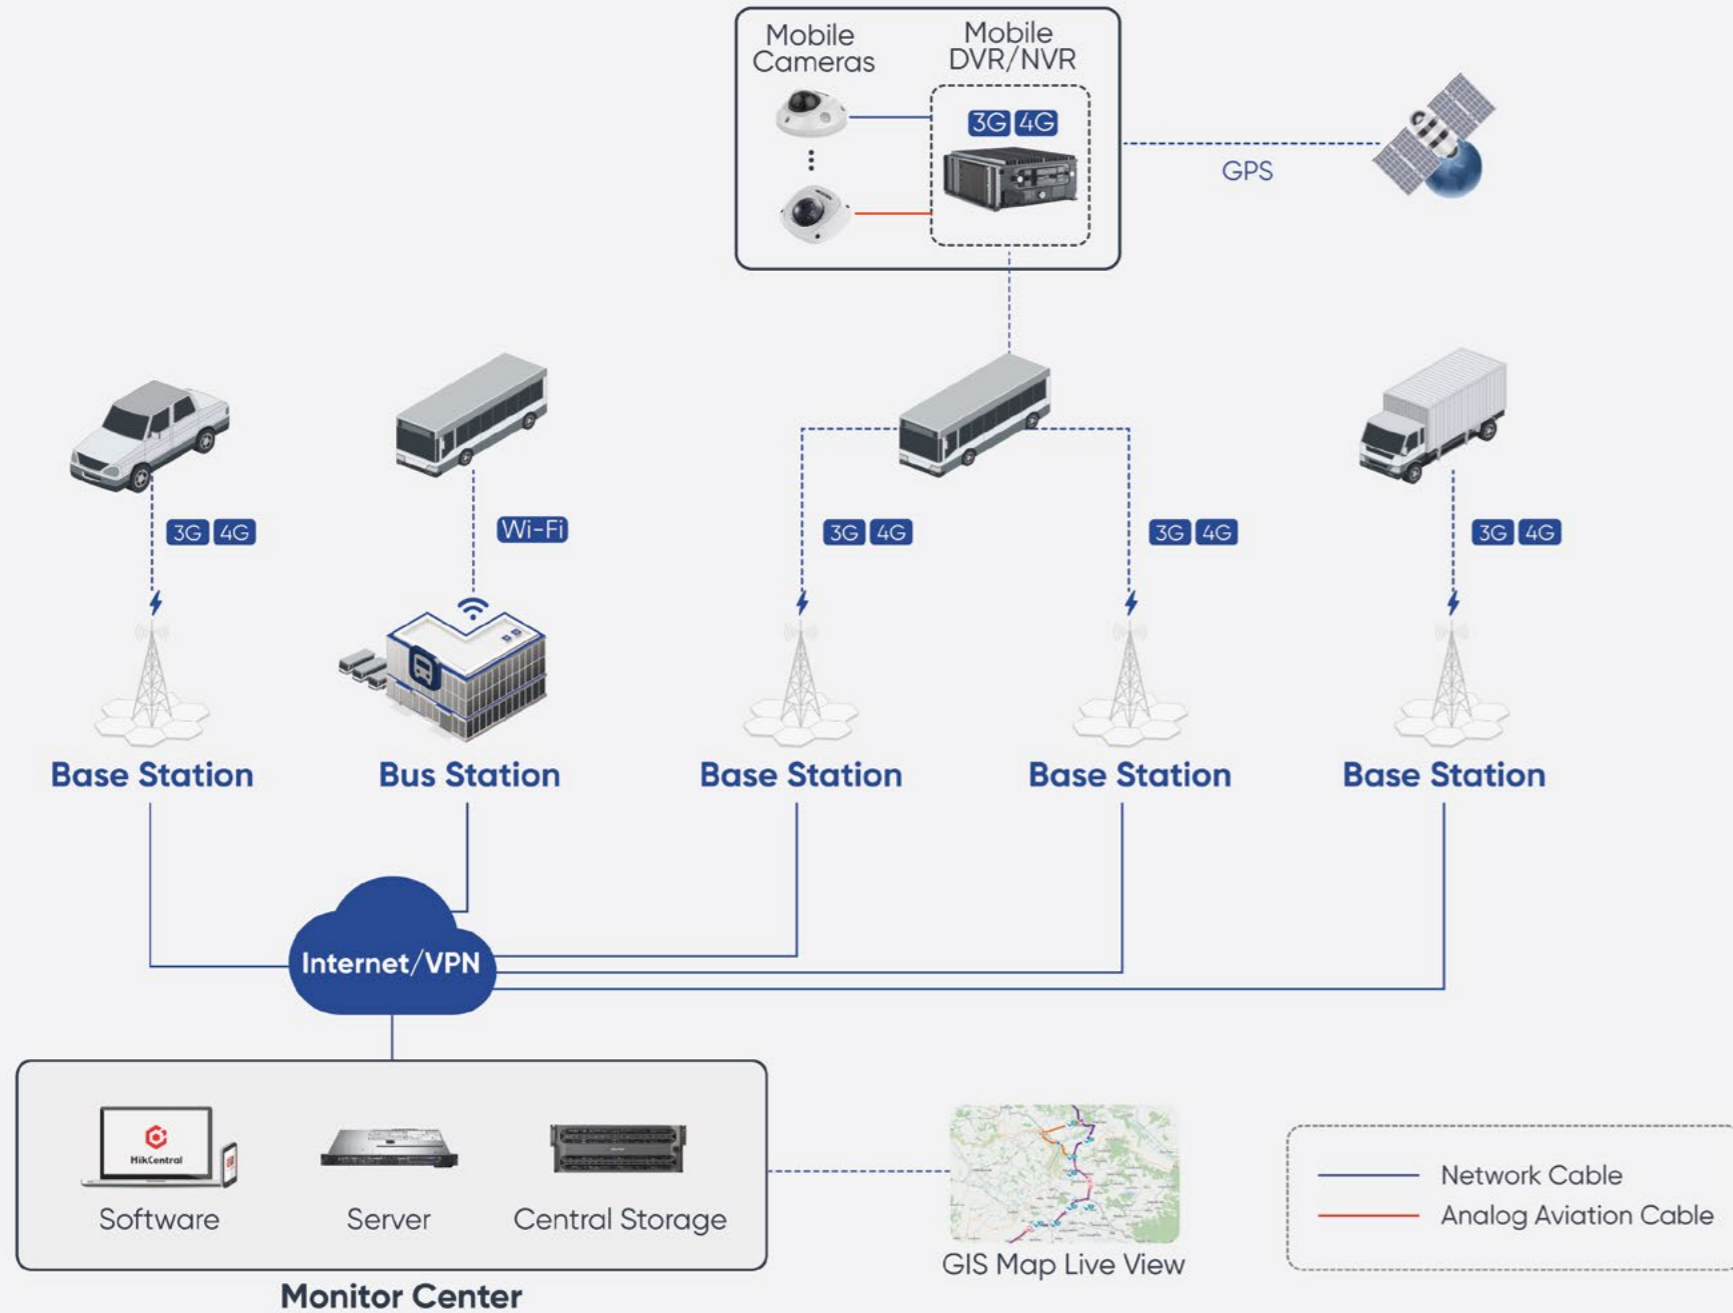 Mobile
Cameras
Mobile
DVR/NVR
3G 4G
GPS
3G 4G
Wi-Fi
3G 4G
3G 4G
3G 4G
Base Station
Bus Station
Base Station
Base Station
Base Station
Internet/VPN
HikCentral
Software
Server
Central Storage
Monitor Center
GIS Map Live View
Network Cable
Analog Aviation Cable